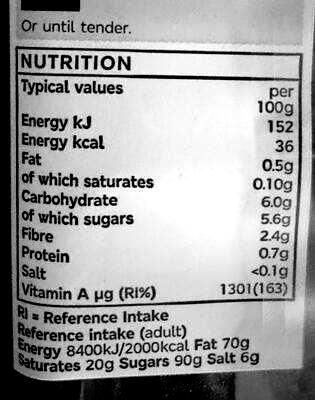 Or until tender.
NUTRITION
Typical values per 100g
Energy kJ 152
Energy kcal 36
Fat 0.5g
of which saturates 0.10g
Carbohydrate 6.0g
of which sugars 5.6g
Fibre 2.4g
Protein 0.7g
Salt <0.1g
Vitamin A µg (RI%) 1301(163)
RI = Reference Intake
Reference intake (adult)
Energy 8400kJ/2000kcal Fat 70g
Saturates 20g Sugars 90g Salt 6g